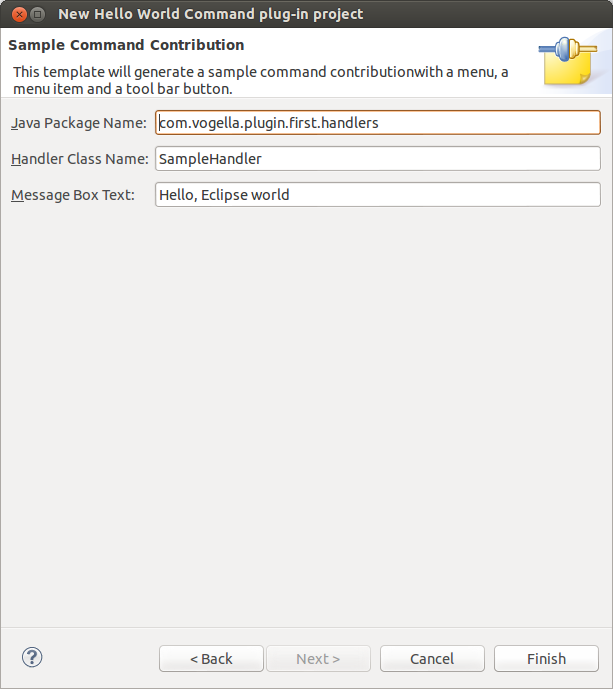 New Hello World Command plug-in project
Sample Command Contribution
This template will generate a sample command contributionwith a menu, a
menu item and a tool bar button.
Java Package Name: com.vogella.plugin.first.handlers
Handler Class Name: SampleHandler
Message Box Text: Hello, Eclipse world
? < Back Next > Cancel Finish